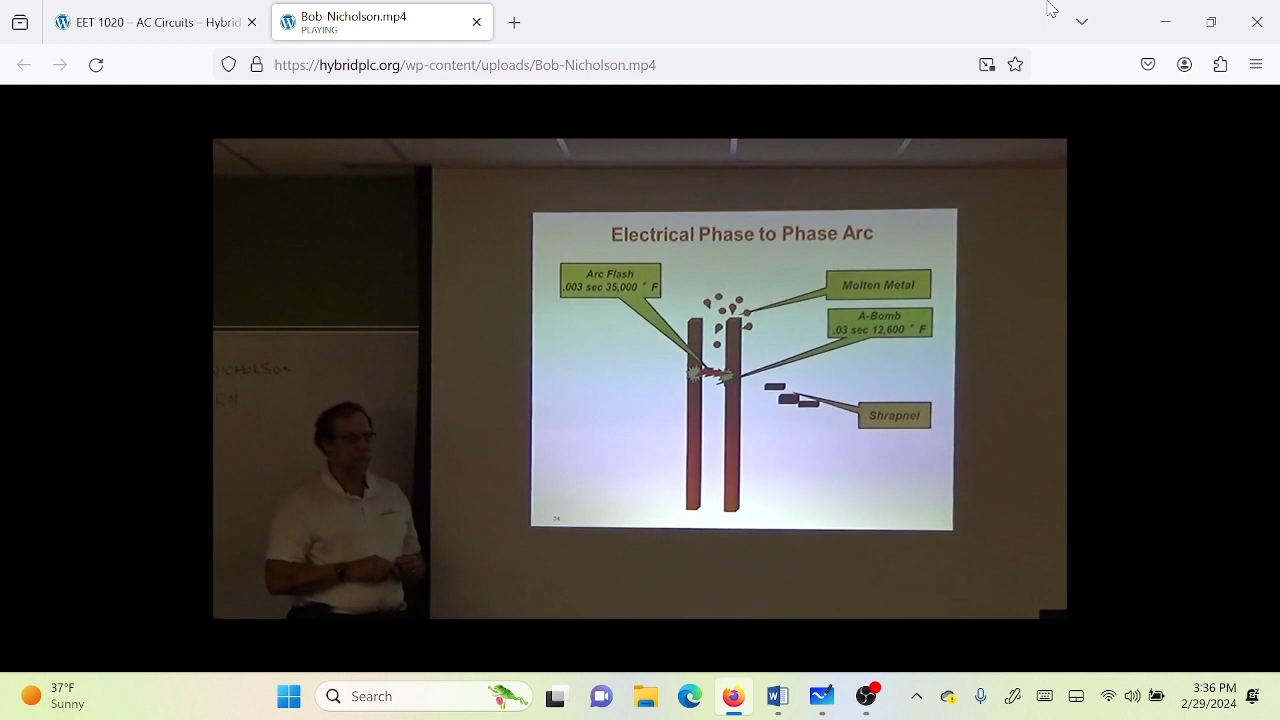 EET 1020 – AC Circuits – Hybrid
Bob-Nicholson.mp4
PLAYING
https://hybridplc.org/wp-content/uploads/Bob-Nicholson.mp4
Electrical Phase to Phase Arc
Arc Flash
.003 sec 35,000 ° F
Molten Metal
A-Bomb
.03 sec 12,600 ° F
Shrapnel
NICHOLSON
74
37°F
Sunny
Search
3:36 PM
2/29/2024